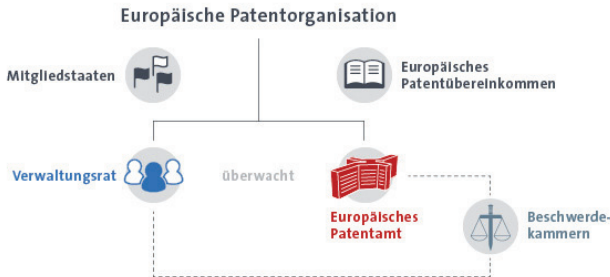 Europäische Patentorganisation
Mitgliedstaaten
Europäisches
Patentübereinkommen
Verwaltungsrat
überwacht
Europäisches
Patentamt
Beschwerde-
kammern